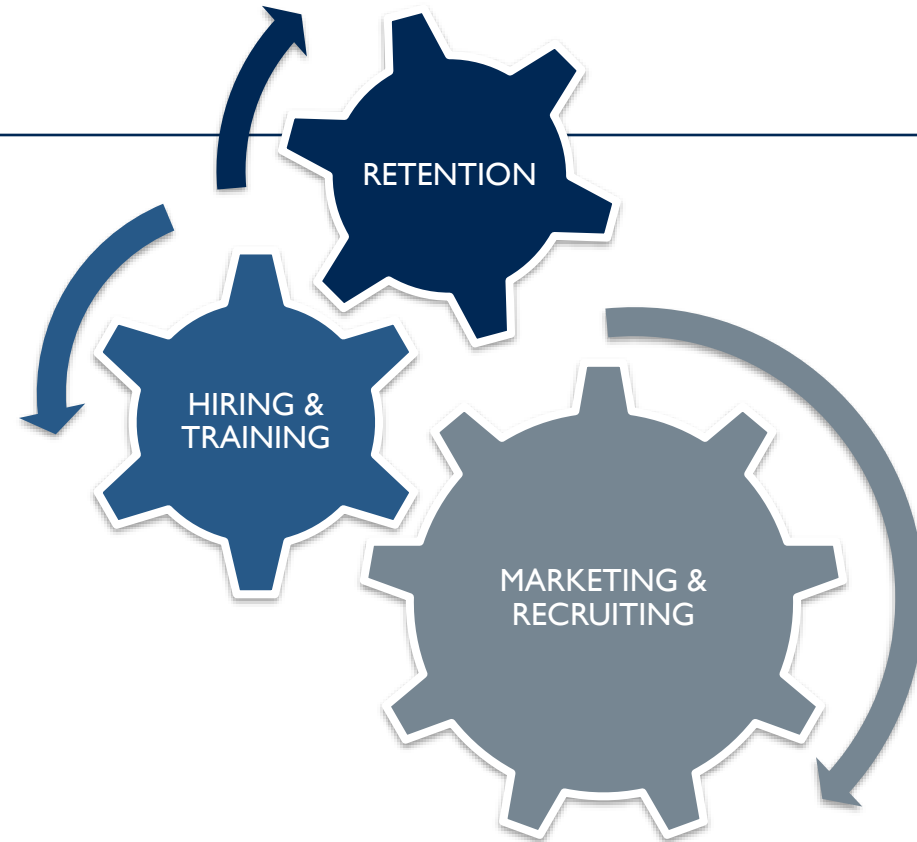 RETENTION
HIRING &
TRAINING
MARKETING &
RECRUITING